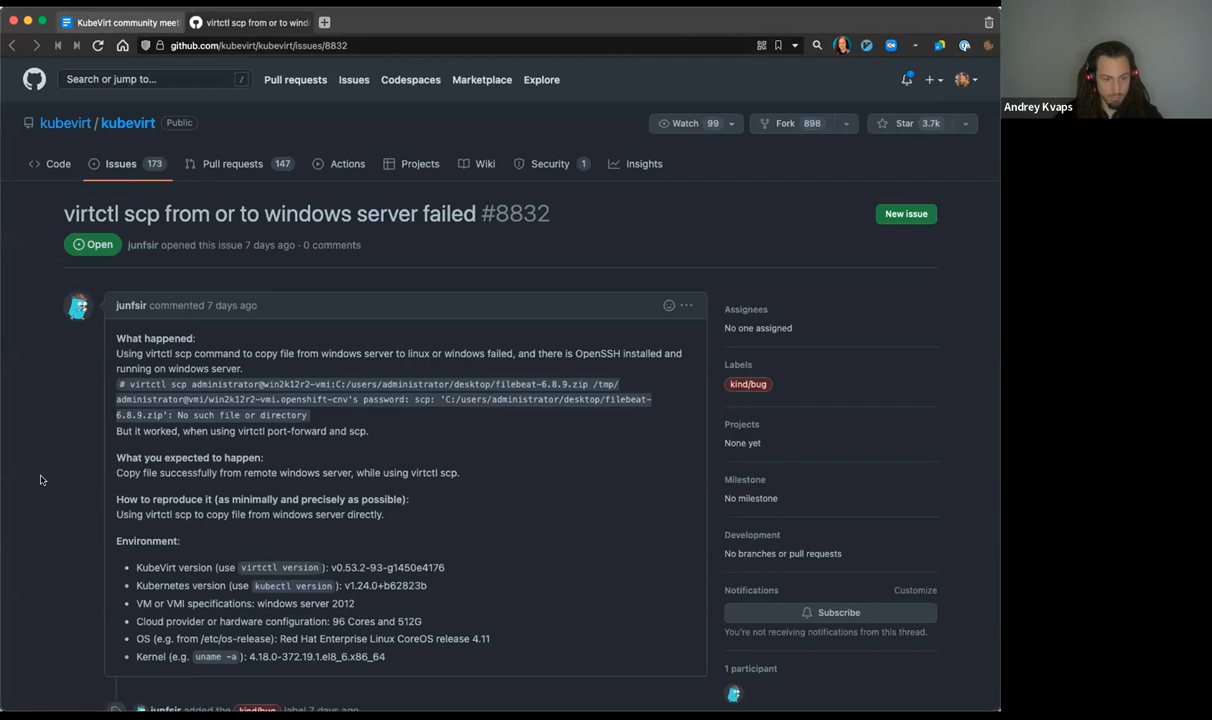 KubeVirt community meet
virtctl scp from or to wind
github.com/kubevirt/kubevirt/issues/8832
Search or jump to...
/
Pull requests
Issues
Codespaces
Marketplace
Explore
kubevirt / kubevirt
Public
Watch 99
Fork 898
Star 3.7k
Code
Issues 173
Pull requests 147
Actions
Projects
Wiki
Security 1
Insights
virtctl scp from or to windows server failed #8832
New issue
Open
junfsir opened this issue 7 days ago · 0 comments
junfsir commented 7 days ago
What happened:
Using virtctl scp command to copy file from windows server to linux or windows failed, and there is OpenSSH installed and
running on windows server.
# virtctl scp administrator@win2k12r2-vmi:C:/users/administrator/desktop/filebeat-6.8.9.zip /tmp/
administrator@vmi/win2k12r2-vmi.openshift-cnv's password: scp: 'C:/users/administrator/desktop/filebeat-
6.8.9.zip': No such file or directory
But it worked, when using virtctl port-forward and scp.
What you expected to happen:
Copy file successfully from remote windows server, while using virtctl scp.
How to reproduce it (as minimally and precisely as possible):
Using virtctl scp to copy file from windows server directly.
Environment:
• KubeVirt version (use virtctl version): v0.53.2-93-g1450e4176
• Kubernetes version (use kubectl version): v1.24.0+b62823b
• VM or VMI specifications: windows server 2012
• Cloud provider or hardware configuration: 96 Cores and 512G
• OS (e.g. from /etc/os-release): Red Hat Enterprise Linux CoreOS release 4.11
• Kernel (e.g. uname -a): 4.18.0-372.19.1.el8_6.x86_64
junfsir added the kind/bug label 7 days ago
Assignees
No one assigned
Labels
kind/bug
Projects
None yet
Milestone
No milestone
Development
No branches or pull requests
Notifications
Customize
Subscribe
You're not receiving notifications from this thread.
1 participant
Andrey Kvaps